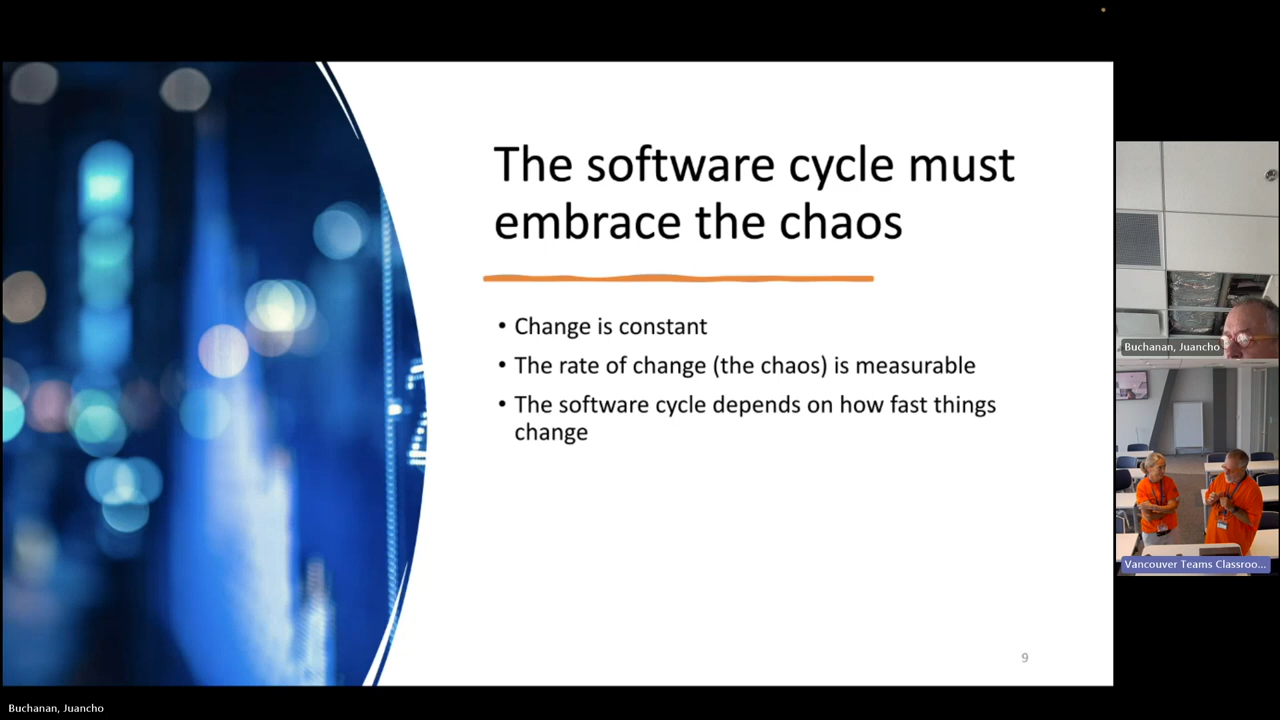 The software cycle must
embrace the chaos
• Change is constant
• The rate of change (the chaos) is measurable
• The software cycle depends on how fast things
change
9
Buchanan, Juancho
Vancouver Teams Classroo...
Buchanan, Juancho